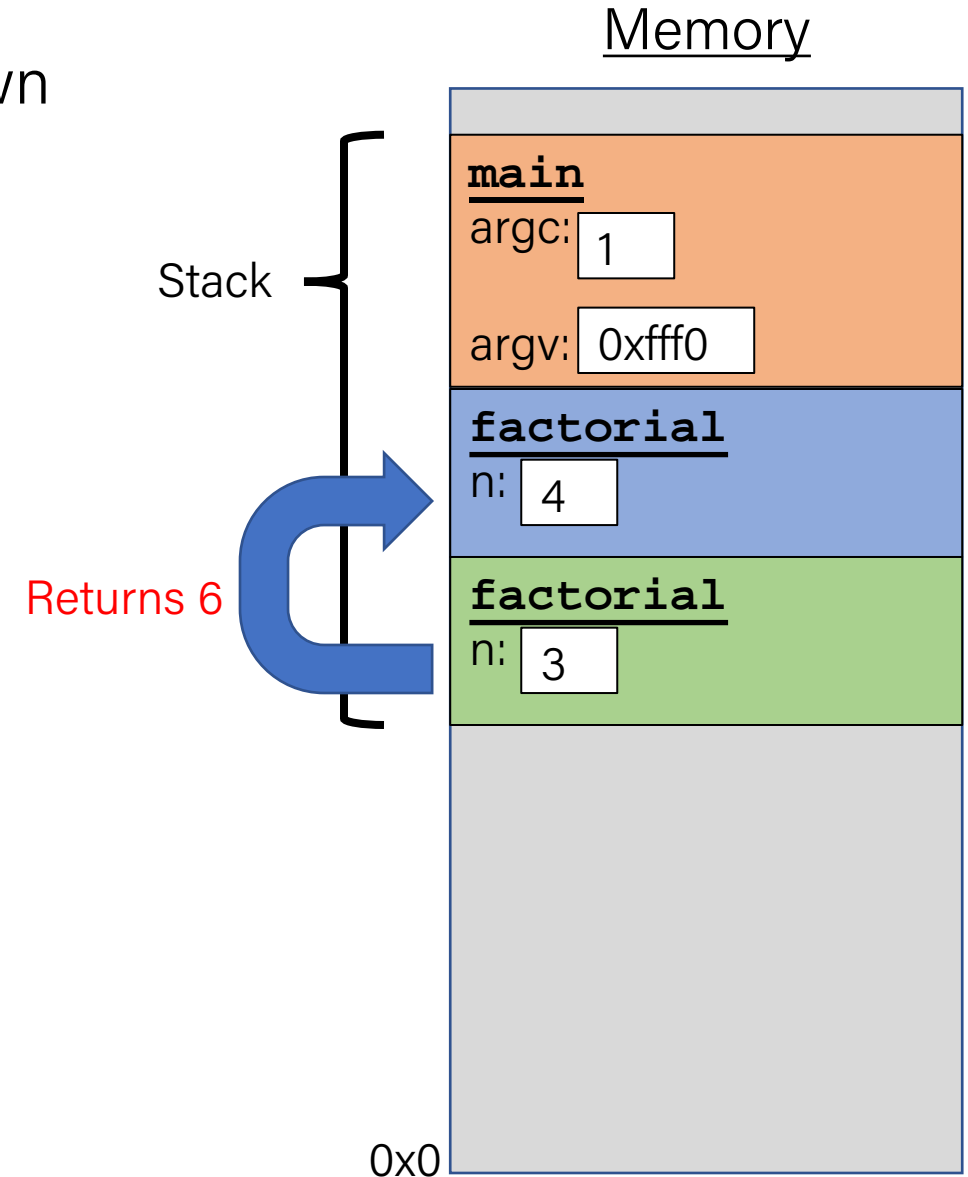 Memory
main
argc: 1
Stack
argv: 0xfff0
factorial
n: 4
Returns 6
factorial
n: 3
0x0